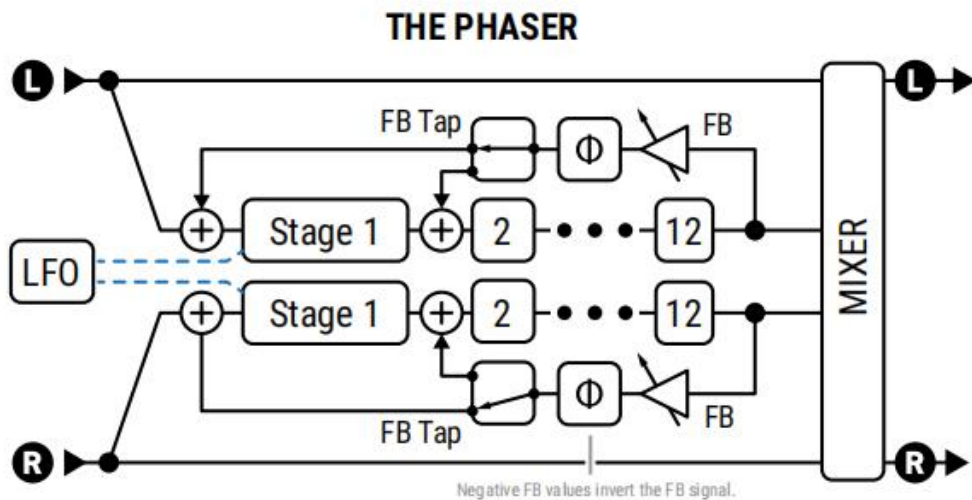 THE PHASER
L
L
FB Tap
Φ
FB
Stage 1
2
12
LFO
MIXER
Stage 1
2
12
Φ
FB Tap
FB
R
R
Negative FB values invert the FB signal.